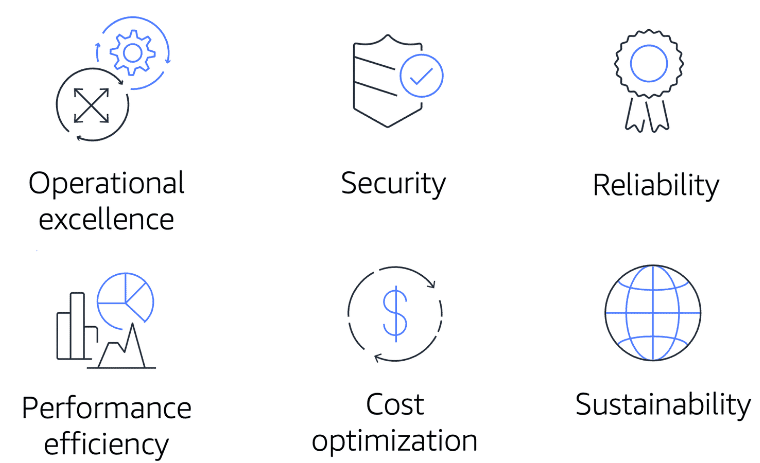 Operational
excellence
Security
Reliability
Performance
efficiency
Cost
optimization
Sustainability